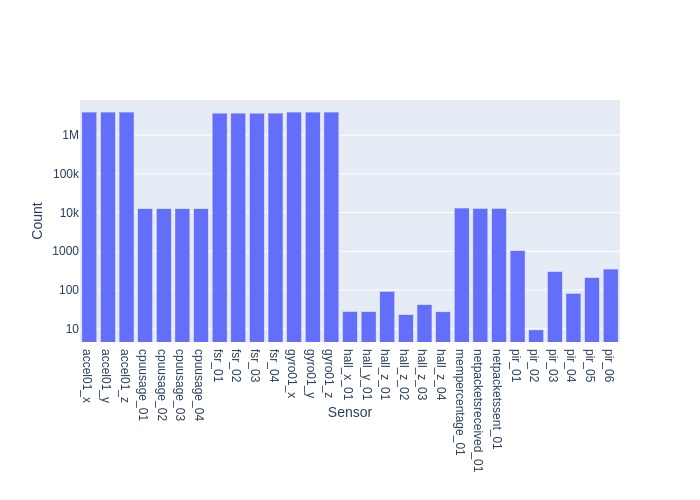 1M
100k
10k
1000
100
10
Count
accel01_x
accel01_y
accel01_z
cpuusage_01
cpuusage_02
cpuusage_03
cpuusage_04
fsr_01
fsr_02
fsr_03
fsr_04
gyro01_x
gyro01_y
gyro01_z
hall_x_01
hall_y_01
hall_z_01
hall_z_02
hall_z_03
hall_z_04
mempercentage_01
netpacketsreceived_01
netpacketssent_01
pir_01
pir_02
pir_03
pir_04
pir_05
pir_06
Sensor